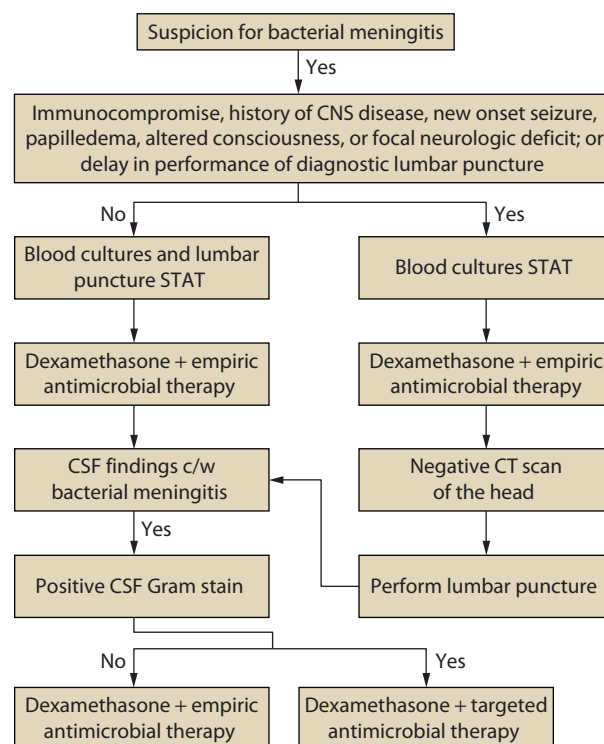 Suspicion for bacterial meningitis
Yes
Immunocompromise, history of CNS disease, new onset seizure,
papilledema, altered consciousness, or focal neurologic deficit; or
delay in performance of diagnostic lumbar puncture
No
Yes
Blood cultures and lumbar
puncture STAT
Blood cultures STAT
Dexamethasone + empiric
antimicrobial therapy
Dexamethasone + empiric
antimicrobial therapy
CSF findings c/w
bacterial meningitis
Negative CT scan
of the head
Yes
Positive CSF Gram stain
Perform lumbar puncture
No
Yes
Dexamethasone + empiric
antimicrobial therapy
Dexamethasone + targeted
antimicrobial therapy